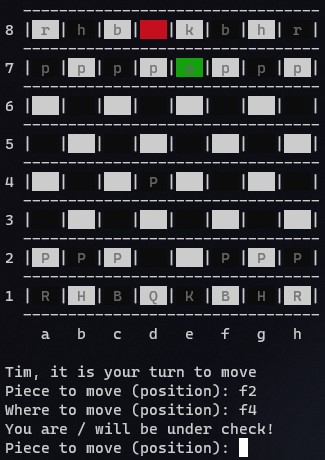 8 |r|h|b| |k|b|h|r|
7 |p|p|p|p| |p|p|p|
6 | | | | | | | | |
5 | | | | | | | | |
4 | | | |P| | | | |
3 | | | | | | | | |
2 |P|P|P| | |P|P|P|
1 |R|H|B|Q|K|B|H|R|
a b c d e f g h
Tim, it is your turn to move
Piece to move (position): f2
Where to move (position): f4
You are / will be under check!
Piece to move (position):